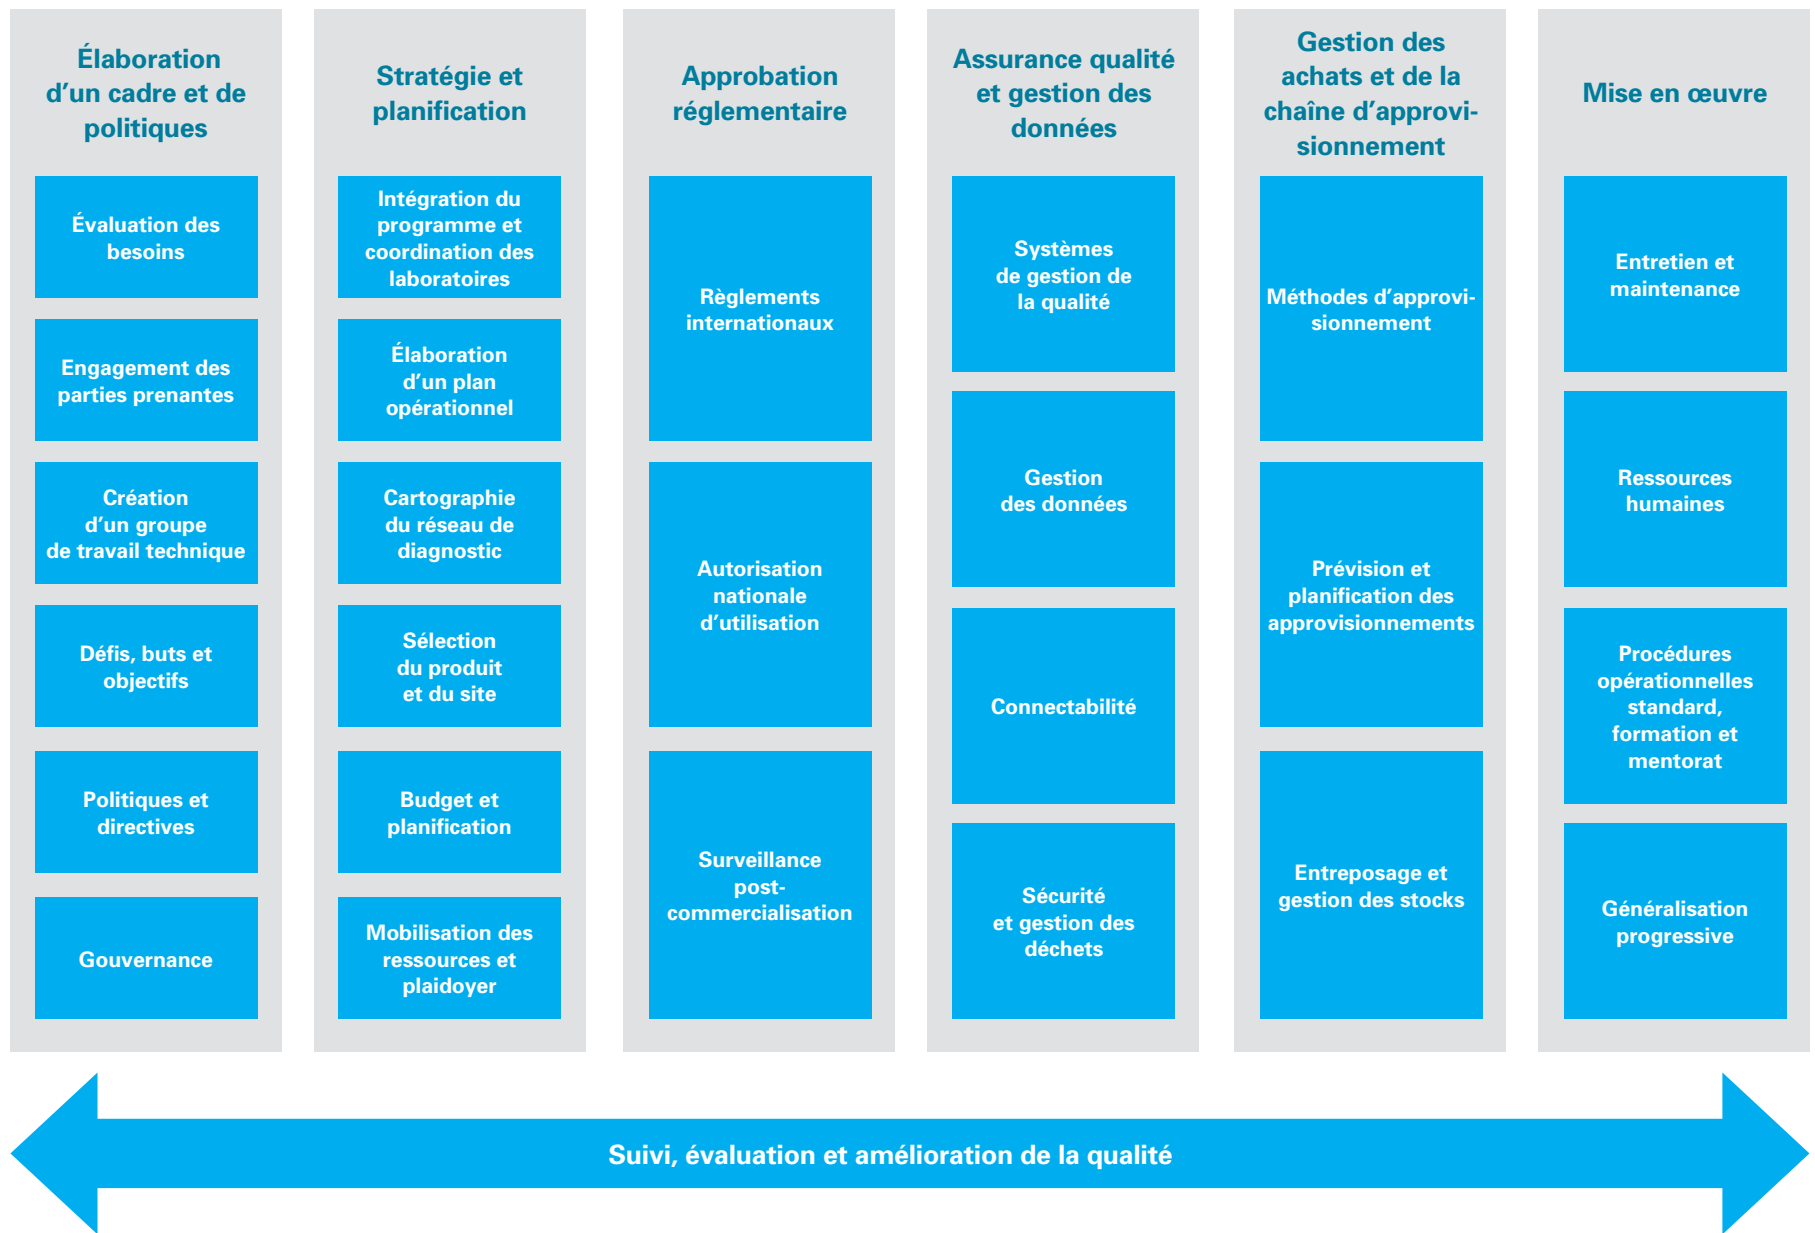 Élaboration
d’un cadre et de
politiques
Évaluation des
besoins
Engagement des
parties prenantes
Création
d’un groupe
de travail technique
Défis, buts et
objectifs
Politiques et
directives
Gouvernance
Stratégie et
planification
Intégration du
programme et
coordination des
laboratoires
Élaboration
d’un plan
opérationnel
Cartographie
du réseau de
diagnostic
Sélection
du produit
et du site
Budget et
planification
Mobilisation des
ressources et
plaidoyer
Approbation
réglementaire
Règlements
internationaux
Autorisation
nationale
d’utilisation
Surveillance
post-
commercialisation
Assurance qualité
et gestion des
données
Systèmes
de gestion de
la qualité
Gestion
des données
Connectabilité
Sécurité
et gestion des
déchets
Gestion des
achats et de la
chaîne d’approvi-
sionnement
Méthodes d’approvi-
sionnement
Prévision et
planification des
approvisionnements
Entreposage et
gestion des stocks
Mise en œuvre
Entretien et
maintenance
Ressources
humaines
Procédures
opérationnelles
standard,
formation et
mentorat
Généralisation
progressive
Suivi, évaluation et amélioration de la qualité